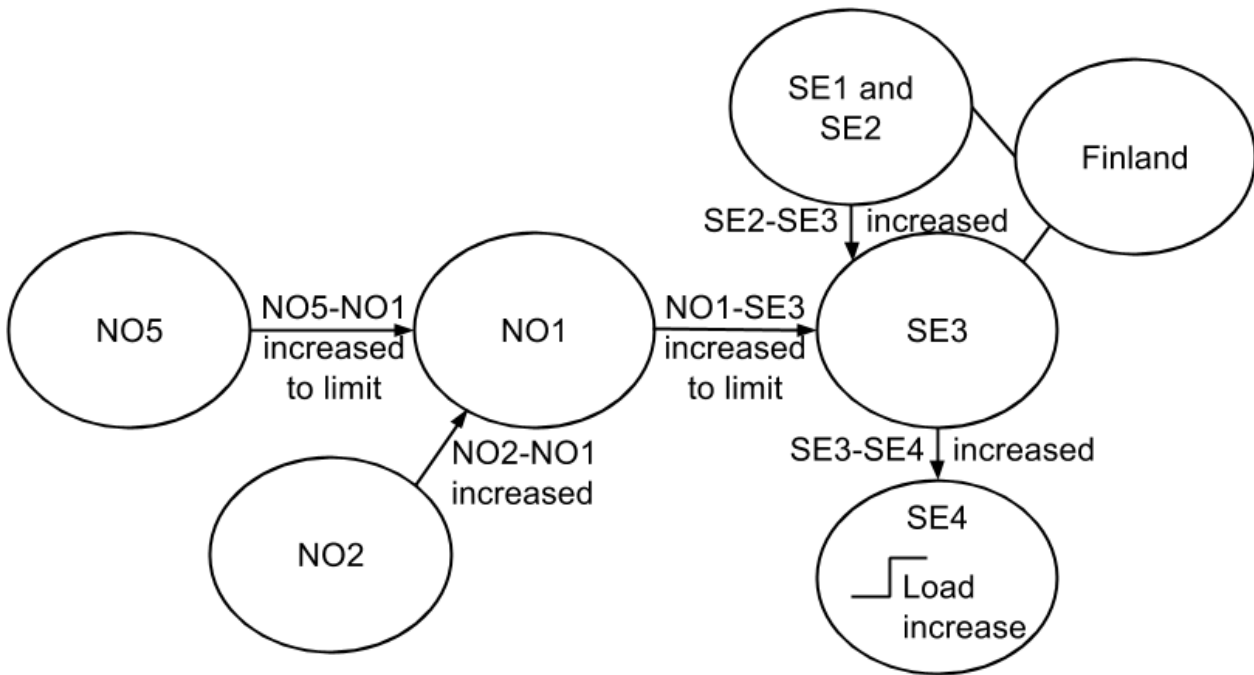 SE1 and
SE2
Finland
SE2-SE3 increased
NO5
NO5-NO1
increased
to limit
NO1
NO1-SE3
increased
to limit
SE3
NO2-NO1
increased
NO2
SE3-SE4 increased
SE4
Load
increase